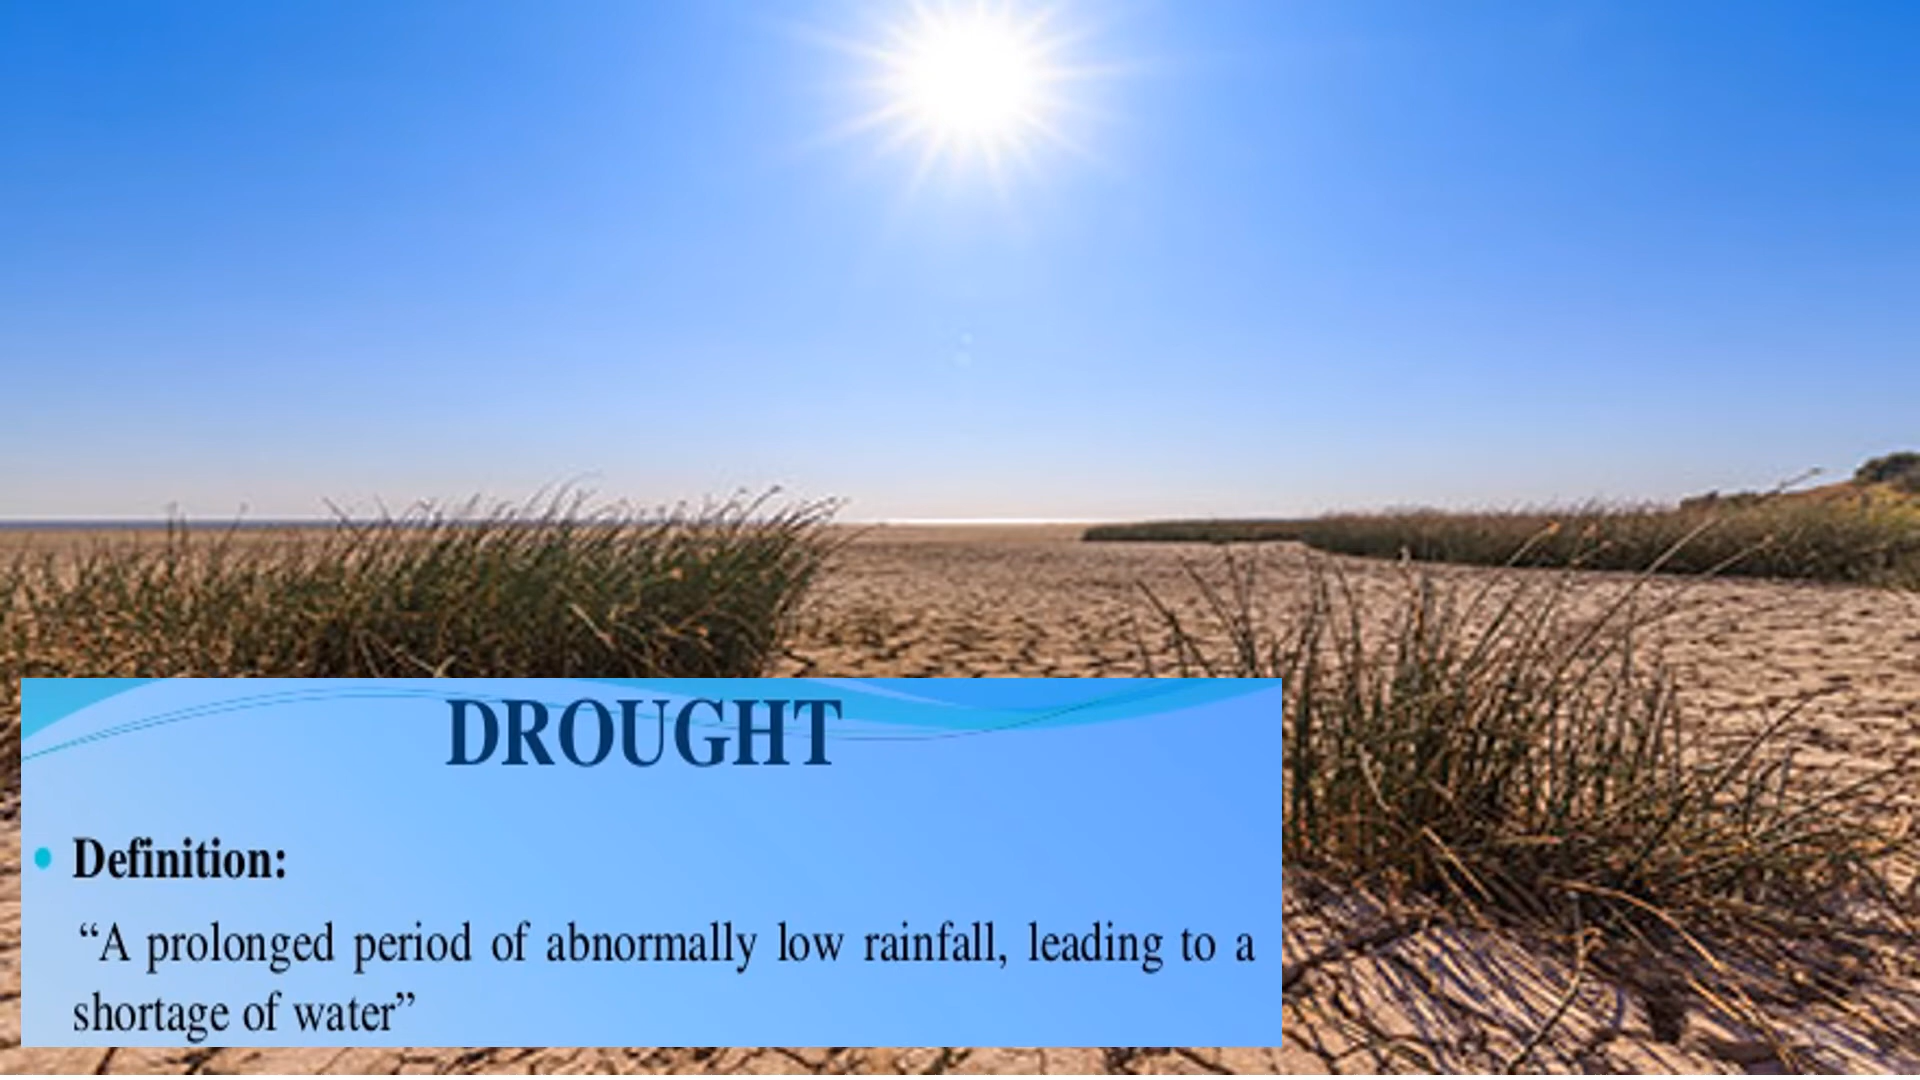 DROUGHT
• Definition:
“A prolonged period of abnormally low rainfall, leading to a
shortage of water”